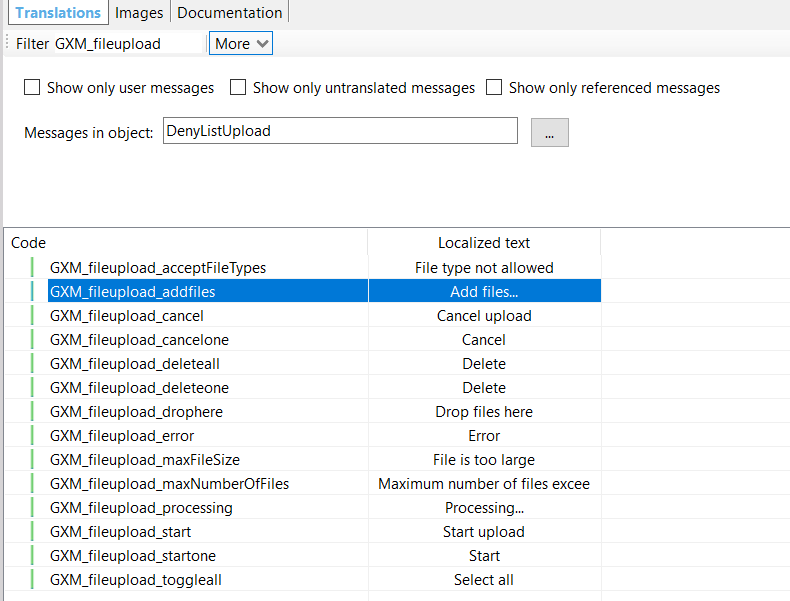 Translations Images Documentation
Filter GXM_fileupload More
Show only user messages Show only untranslated messages Show only referenced messages
Messages in object: DenyListUpload ...
Code Localized text
GXM_fileupload_acceptFileTypes File type not allowed
GXM_fileupload_addfiles Add files...
GXM_fileupload_cancel Cancel upload
GXM_fileupload_cancelone Cancel
GXM_fileupload_deleteall Delete
GXM_fileupload_deleteone Delete
GXM_fileupload_drophere Drop files here
GXM_fileupload_error Error
GXM_fileupload_maxFileSize File is too large
GXM_fileupload_maxNumberOfFiles Maximum number of files excee
GXM_fileupload_processing Processing...
GXM_fileupload_start Start upload
GXM_fileupload_startone Start
GXM_fileupload_toggleall Select all